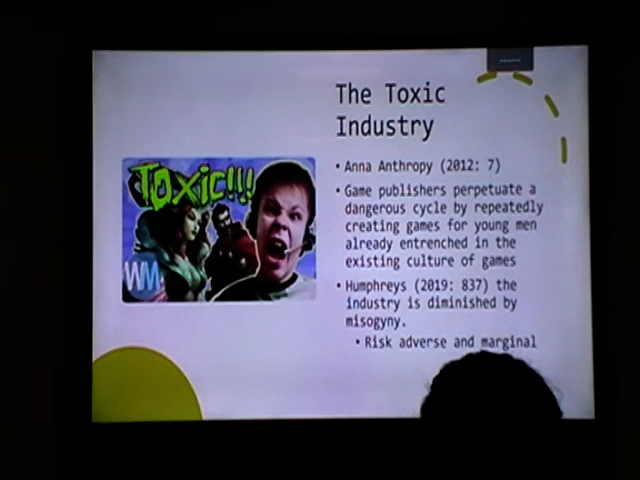 The Toxic
Industry
• Anna Anthropy (2012: 7)
• Game publishers perpetuate a
dangerous cycle by repeatedly
creating games for young men
already entrenched in the
existing culture of games
• Humphreys (2019: 837) the
industry is diminished by
misogyny.
• Risk adverse and marginal
TOXIC!!!
WM